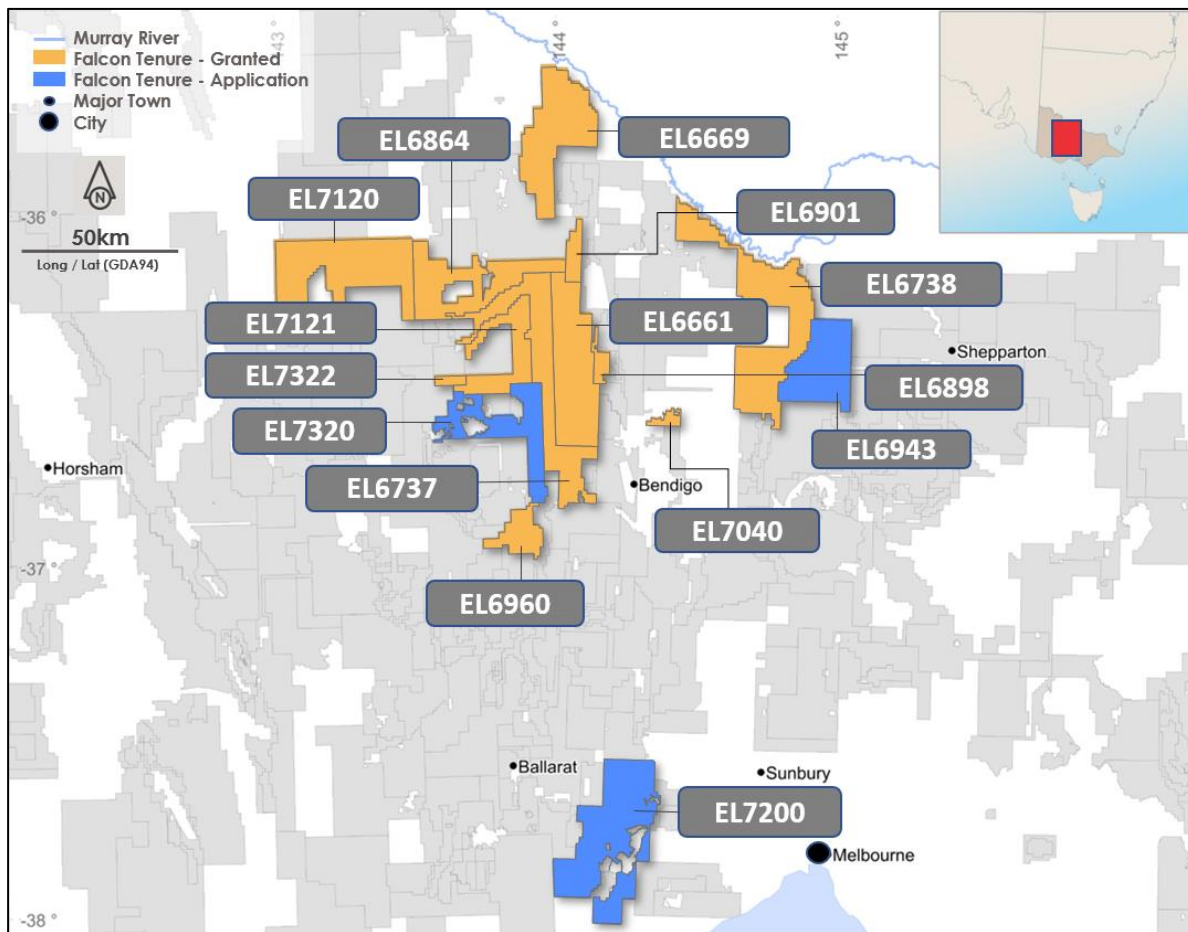 Murray River
Falcon Tenure - Granted
Falcon Tenure - Application
Major Town
City
N
50km
Long / Lat (GDA94)
143 °
144 °
145 °
-36 °
-37 °
-38 °
EL6864
EL6669
EL7120
EL6901
EL6738
EL7121
EL6661
Shepparton
EL7322
EL6898
EL7320
EL6943
Horsham
EL6737
Bendigo
EL7040
EL6960
Ballarat
Sunbury
EL7200
Melbourne